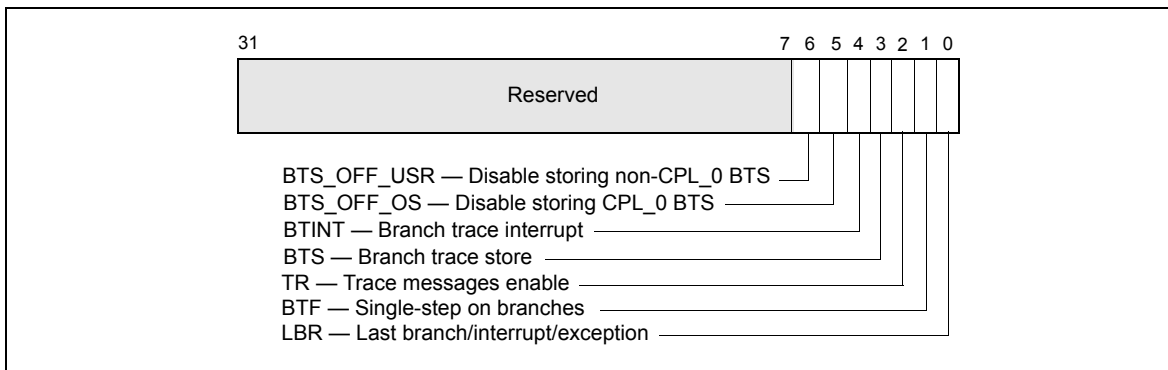 31 7 6 5 4 3 2 1 0
Reserved
BTS_OFF_USR — Disable storing non-CPL_0 BTS
BTS_OFF_OS — Disable storing CPL_0 BTS
BTINT — Branch trace interrupt
BTS — Branch trace store
TR — Trace messages enable
BTF — Single-step on branches
LBR — Last branch/interrupt/exception